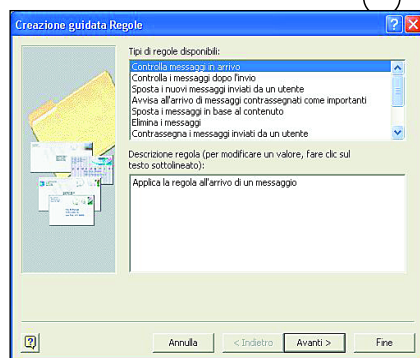 Creazione guidata Regole
Tipi di regole disponibili:
Controlla messaggi in arrivo
Controlla i messaggi dopo l'invio
Sposta i nuovi messaggi inviati da un utente
Avvisa all'arrivo di messaggi contrassegnati come importanti
Sposta i messaggi in base al contenuto
Elimina i messaggi
Contrassegna i messaggi inviati da un utente
Descrizione regola (per modificare un valore, fare clic sul
testo sottolineato):
Applica la regola all'arrivo di un messaggio
Annulla
< Indietro
Avanti >
Fine